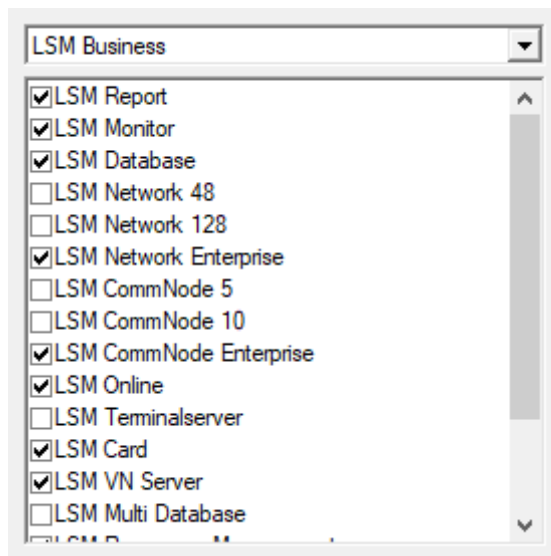 LSM Business
LSM Report
LSM Monitor
LSM Database
LSM Network 48
LSM Network 128
LSM Network Enterprise
LSM CommNode 5
LSM CommNode 10
LSM CommNode Enterprise
LSM Online
LSM Terminalserver
LSM Card
LSM VN Server
LSM Multi Database